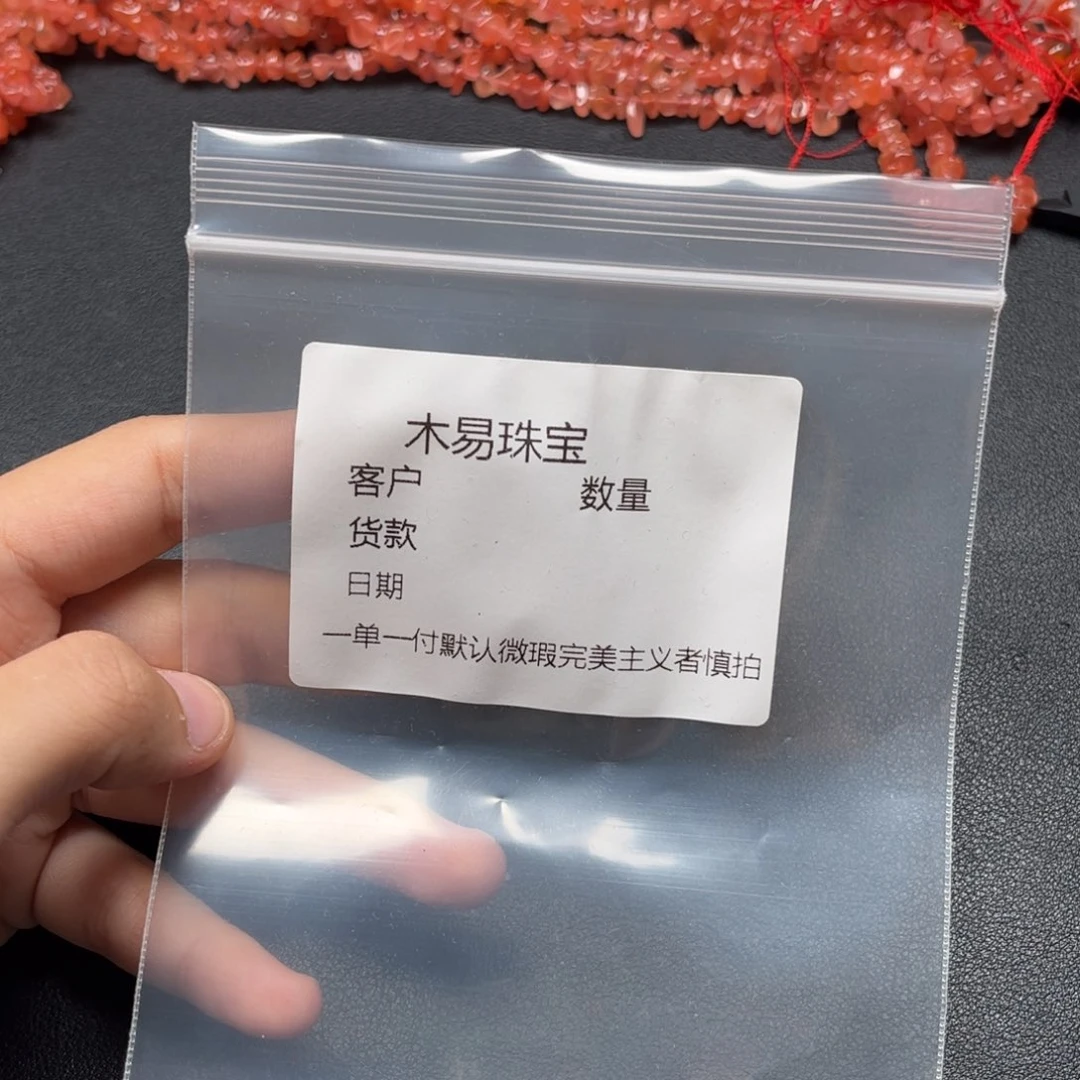 木易珠宝
客户 数量
货款
日期
一单一付默认微瑕完美主义者慎拍